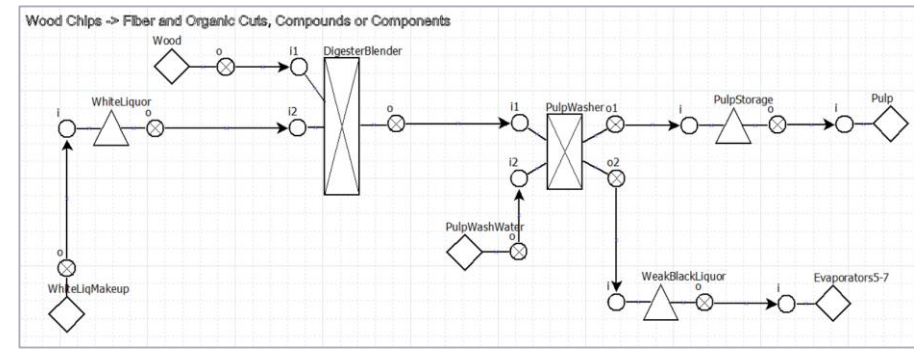 Wood Chips -> Fiber and Organic Cuts, Compounds or Components
Wood
o
i1
DigesterBlender
i
WhiteLiquor
o
i2
o
i1
PulpWasher
o1
i
PulpStorage
o
i
Pulp
i2
o2
PulpWashWater
o
o
WhiteLiqMakeup
i
WeakBlackLiquor
o
i
Evaporators5-7